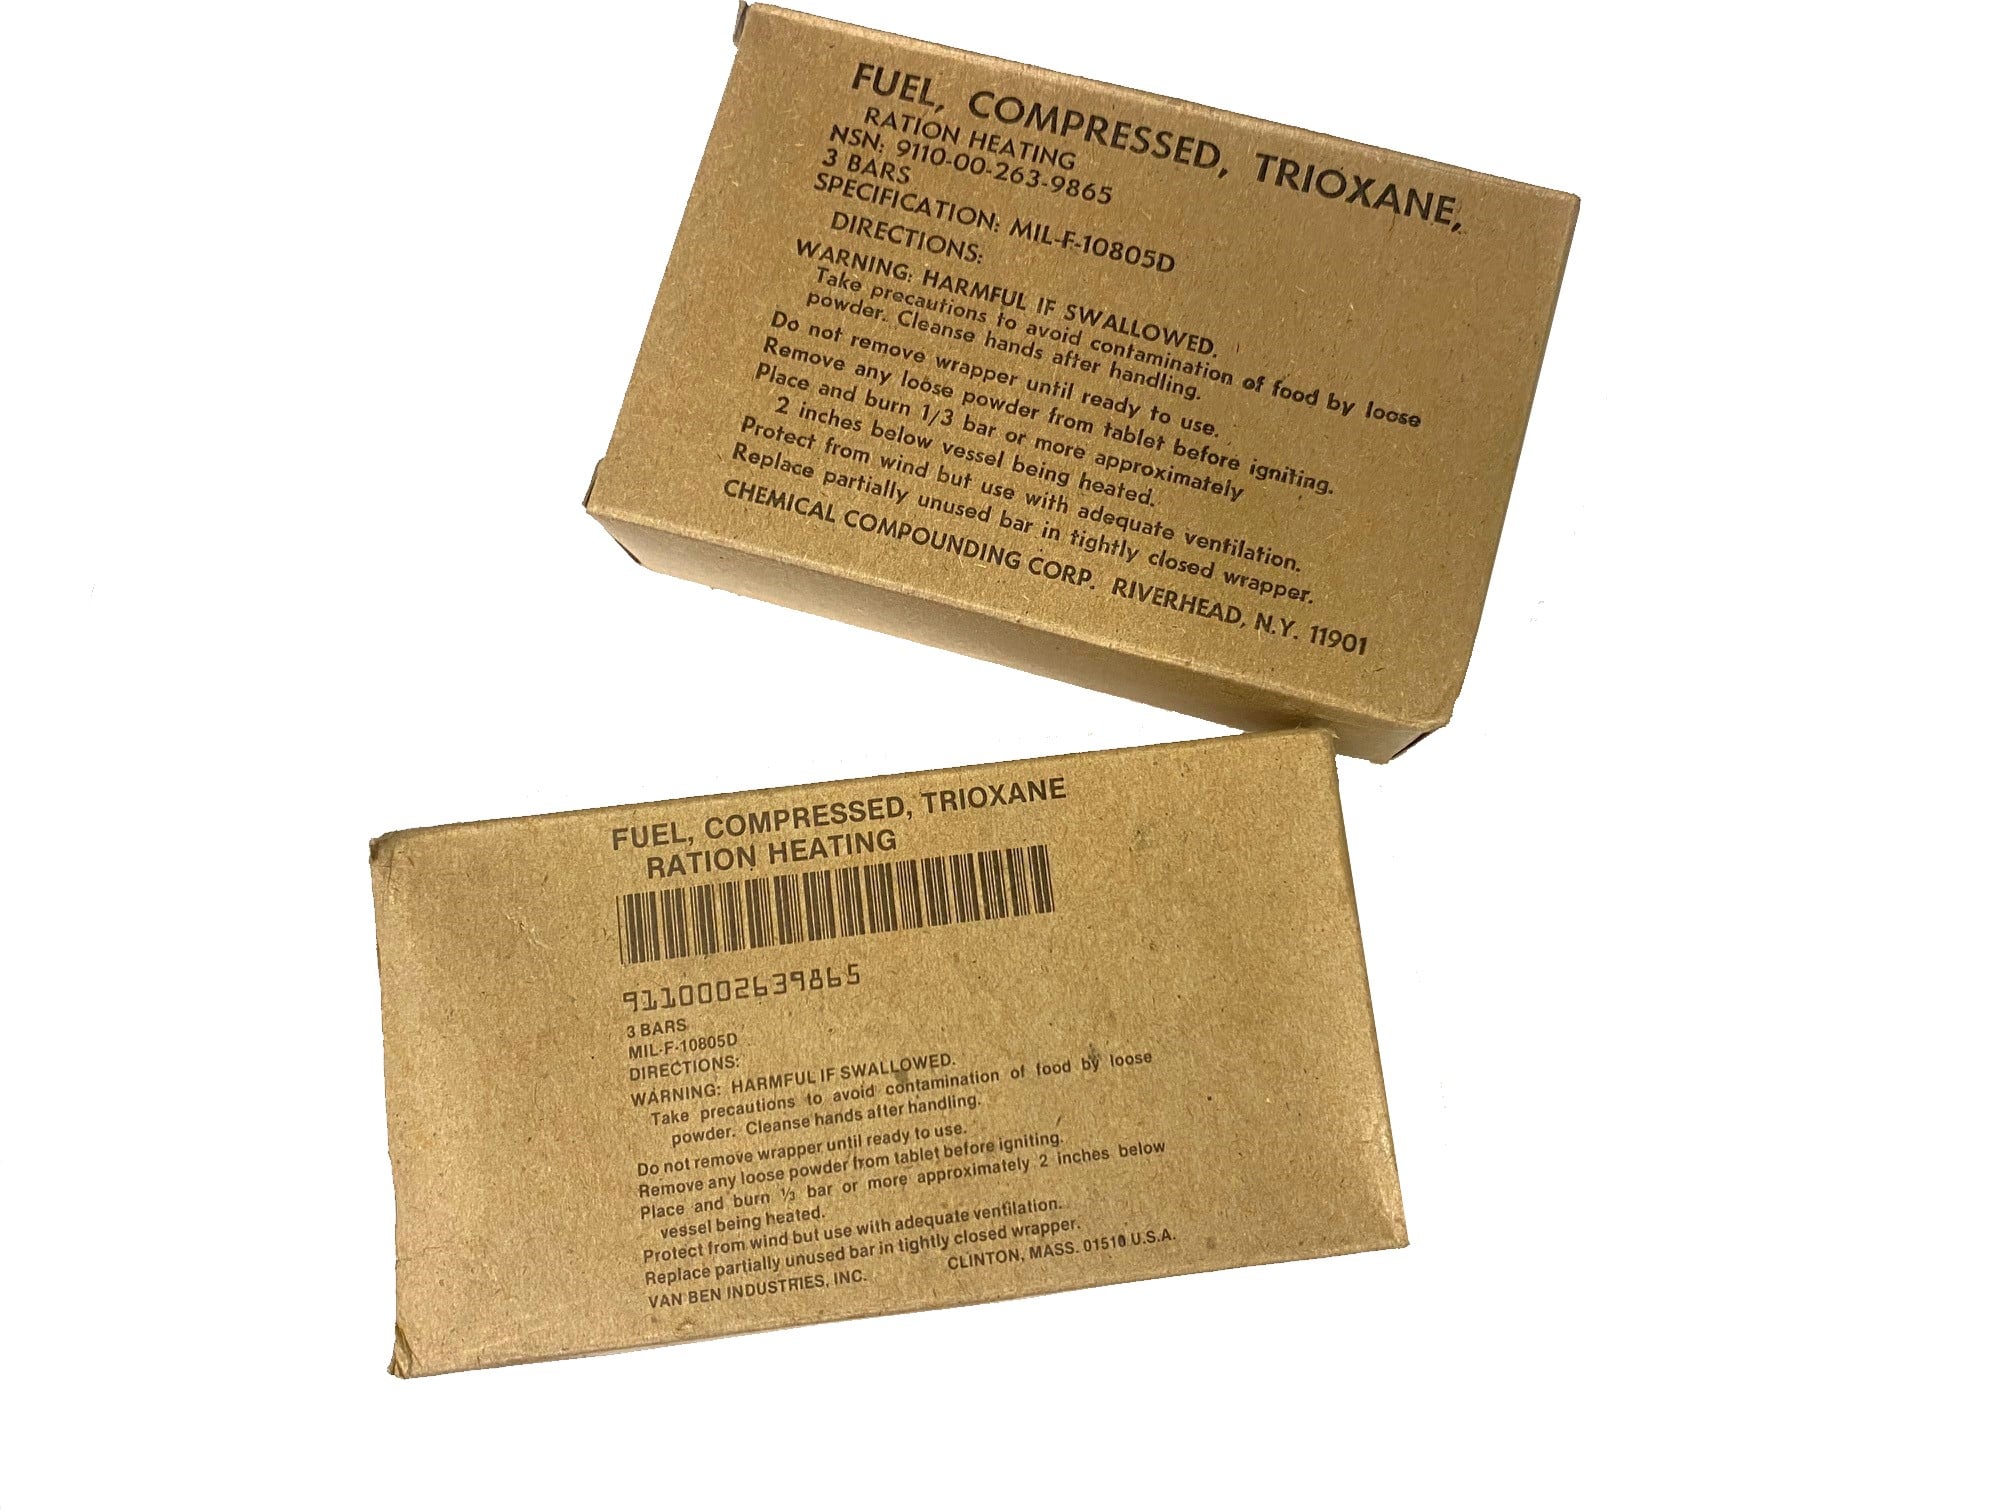 FUEL, COMPRESSED, TRIOXANE,
RATION HEATING
NSN: 9110-00-263-9865
3 BARS
SPECIFICATION: MIL-F-10805D
DIRECTIONS:
WARNING: HARMFUL IF SWALLOWED.
Take precautions to avoid contamination of food by loose
powder. Cleanse hands after handling.
Do not remove wrapper until ready to use.
Remove any loose powder from tablet before igniting.
Place and burn 1/3 bar or more approximately
2 inches below vessel being heated.
Protect from wind but use with adequate ventilation.
Replace partially unused bar in tightly closed wrapper.
CHEMICAL COMPOUNDING CORP. RIVERHEAD, N.Y. 11901
FUEL, COMPRESSED, TRIOXANE
RATION HEATING
9110002639865
3 BARS
MIL-F-10805D
DIRECTIONS:
WARNING: HARMFUL IF SWALLOWED.
Take precautions to avoid contamination of food by loose
powder. Cleanse hands after handling.
Do not remove wrapper until ready to use.
Remove any loose powder from tablet before igniting.
Place and burn ⅓ bar or more approximately 2 inches below
vessel being heated.
Protect from wind but use with adequate ventilation.
Replace partially unused bar in tightly closed wrapper.
VAN BEN INDUSTRIES, INC. CLINTON, MASS. 01510 U.S.A.